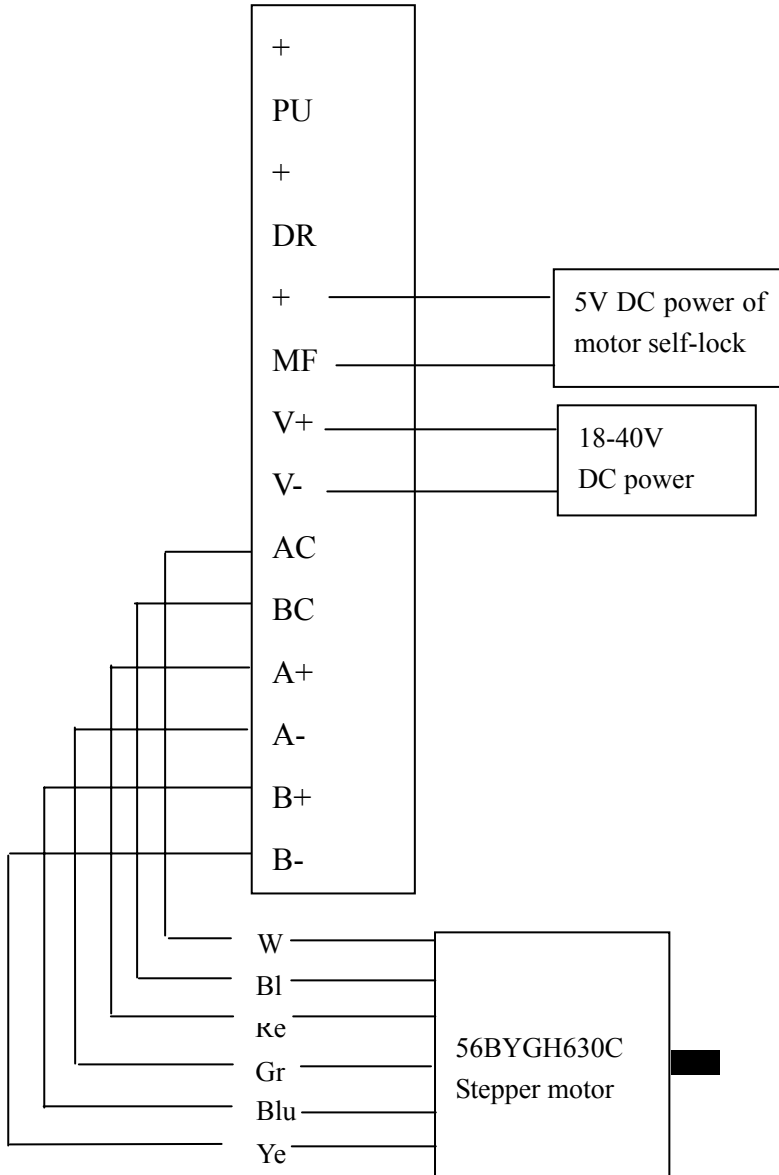 +
PU
+
DR
+
MF
V+
V-
AC
BC
A+
A-
B+
B-
5V DC power of
motor self-lock
18-40V
DC power
W
Bl
Re
Gr
Blu
Ye
56BYGH630C
Stepper motor